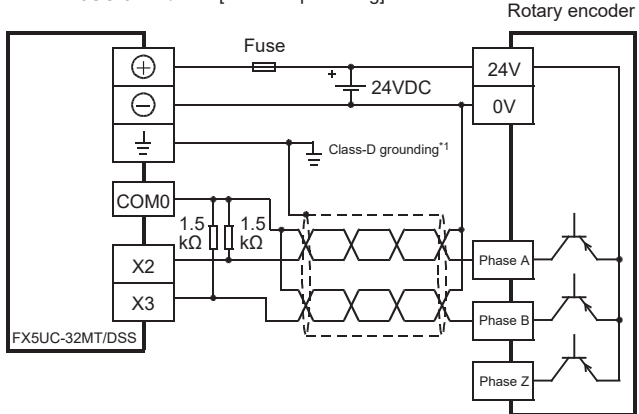 Rotary encoder
Fuse
24VDC
24V
0V
Class-D grounding*1
COM0
1.5
kΩ
1.5
kΩ
X2
X3
Phase A
Phase B
Phase Z
FX5UC-32MT/DSS